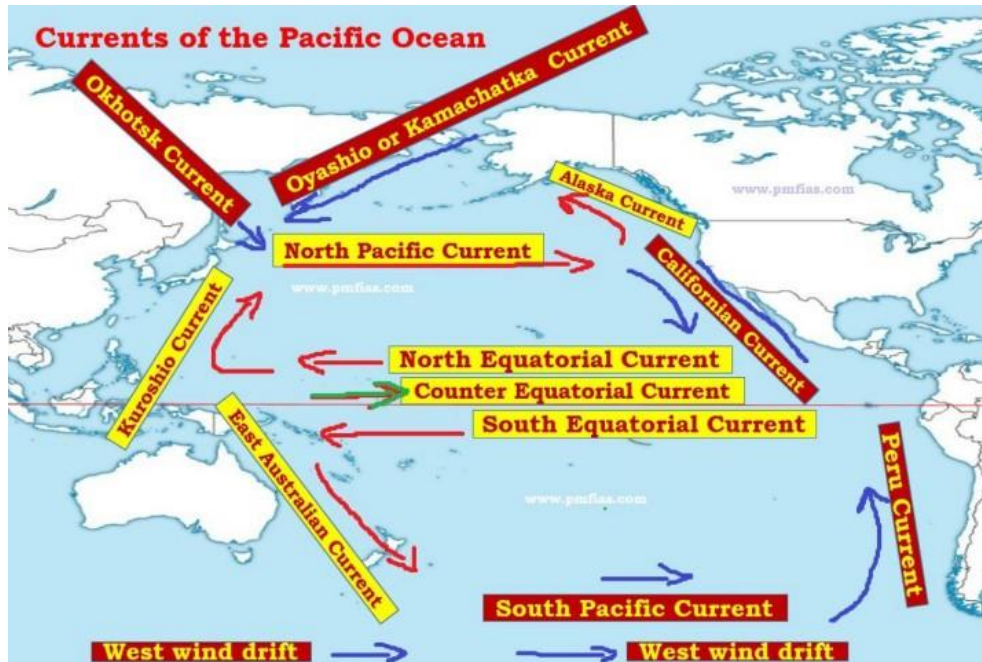 Currents of the Pacific Ocean
Okhotsk Current
Oyashio or Kamachatka Current
Alaska Current
www.pmfias.com
North Pacific Current
Californian Current
www.pmfias.com
Kuroshio Current
North Equatorial Current
Counter Equatorial Current
South Equatorial Current
East Australian Current
Peru Current
www.pmfias.com
South Pacific Current
West wind drift
West wind drift